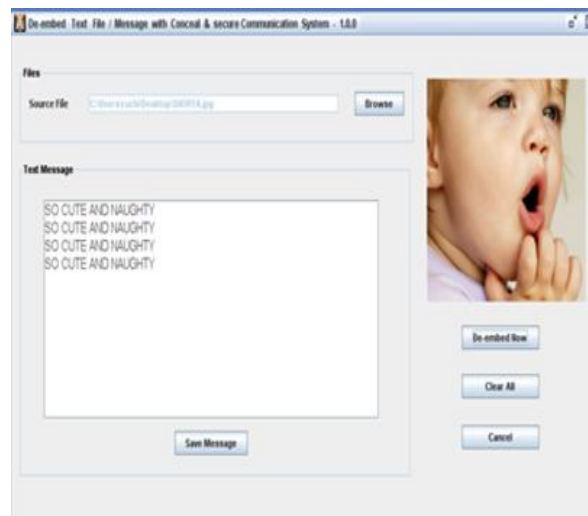 De-embed Text File / Message with Conceal & secure Communication System - 1.0.0
Files
Source File
Browse
Text Message
SO CUTE AND NAUGHTY
SO CUTE AND NAUGHTY
SO CUTE AND NAUGHTY
SO CUTE AND NAUGHTY
De-embed Now
Clear All
Save Message
Cancel